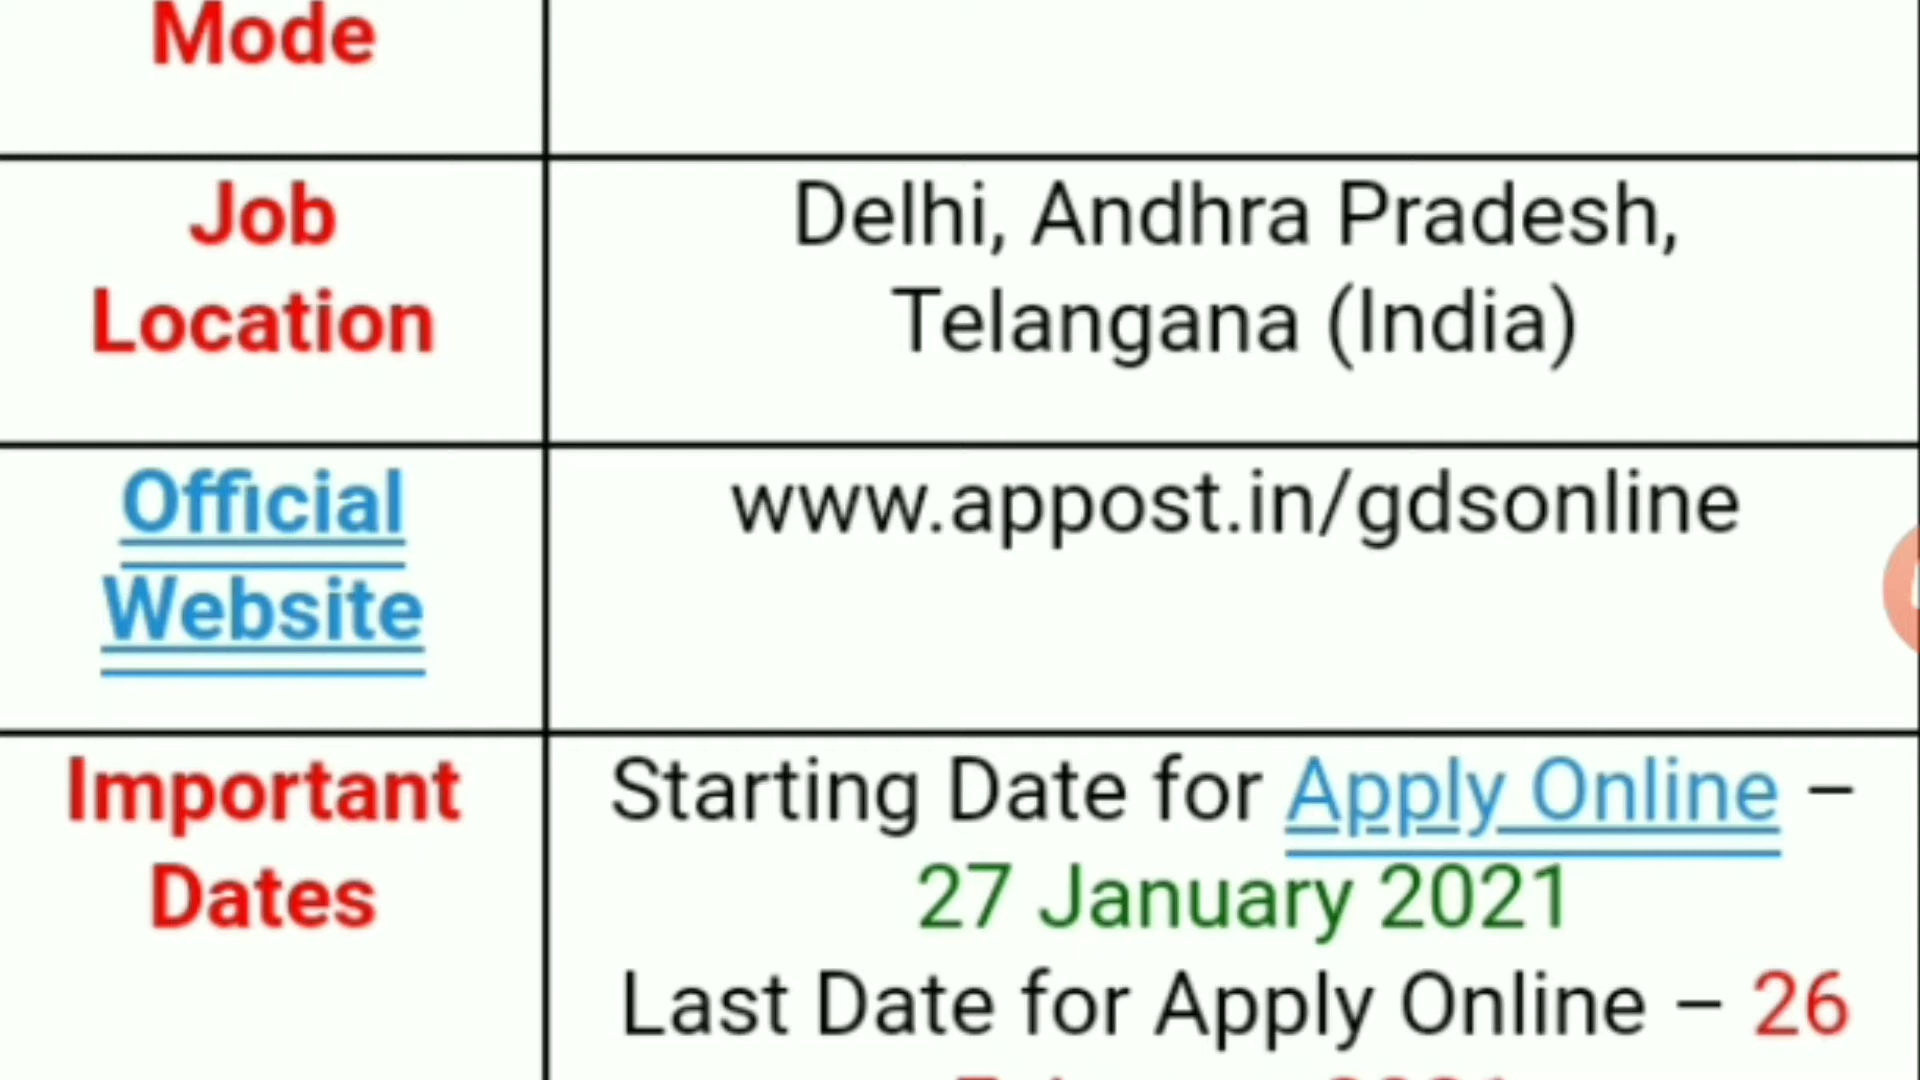 Mode
Job
Location
Delhi, Andhra Pradesh,
Telangana (India)
Official
Website
www.appost.in/gdsonline
Important
Dates
Starting Date for Apply Online –
27 January 2021
Last Date for Apply Online – 26